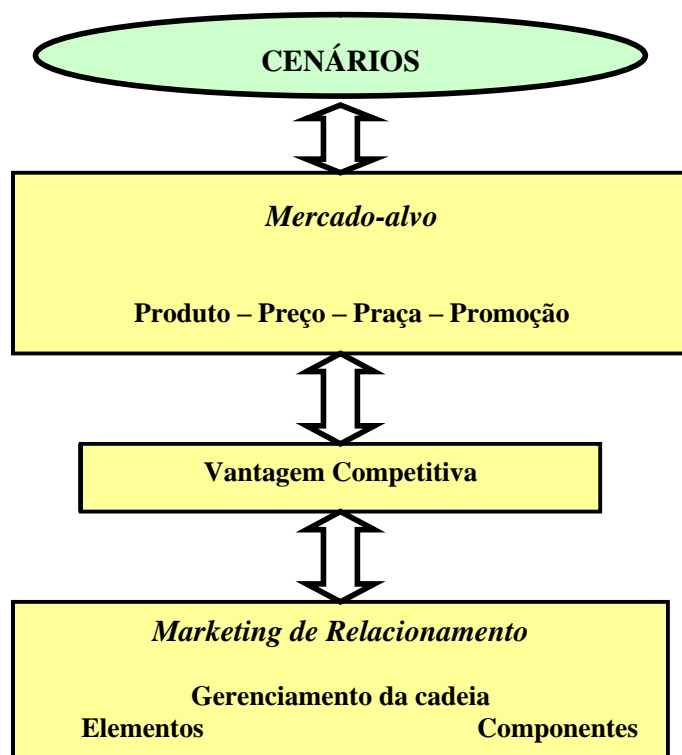 CENÁRIOS
Mercado-alvo
Produto – Preço – Praça – Promoção
Vantagem Competitiva
Marketing de Relacionamento
Gerenciamento da cadeia
Elementos Componentes